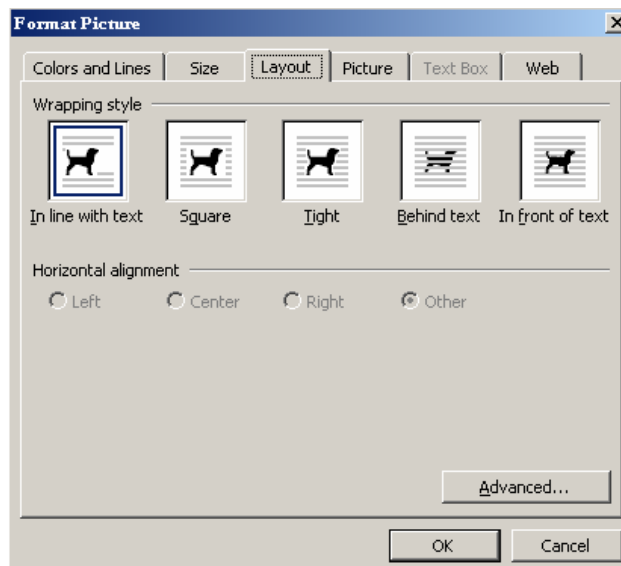 Format Picture
Colors and Lines Size Layout Picture Text Box Web
Wrapping style
In line with text Square Tight Behind text In front of text
Horizontal alignment
Left Center Right Other
Advanced...
OK Cancel